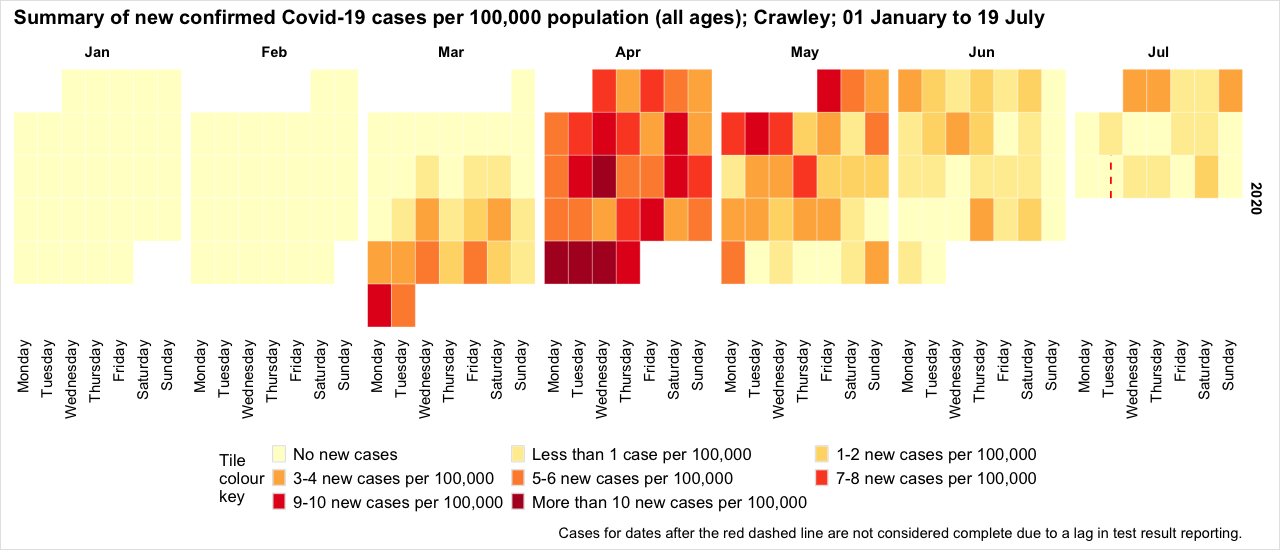 Summary of new confirmed Covid-19 cases per 100,000 population (all ages); Crawley; 01 January to 19 July
Jan Feb Mar Apr May Jun Jul
2020
Monday Tuesday Wednesday Thursday Friday Saturday Sunday Monday Tuesday Wednesday Thursday Friday Saturday Sunday Monday Tuesday Wednesday Thursday Friday Saturday Sunday Monday Tuesday Wednesday Thursday Friday Saturday Sunday Monday Tuesday Wednesday Thursday Friday Saturday Sunday Monday Tuesday Wednesday Thursday Friday Saturday Sunday Monday Tuesday Wednesday Thursday Friday Saturday Sunday
Tile
colour
key
No new cases Less than 1 case per 100,000 1-2 new cases per 100,000
3-4 new cases per 100,000 5-6 new cases per 100,000 7-8 new cases per 100,000
9-10 new cases per 100,000 More than 10 new cases per 100,000
Cases for dates after the red dashed line are not considered complete due to a lag in test result reporting.